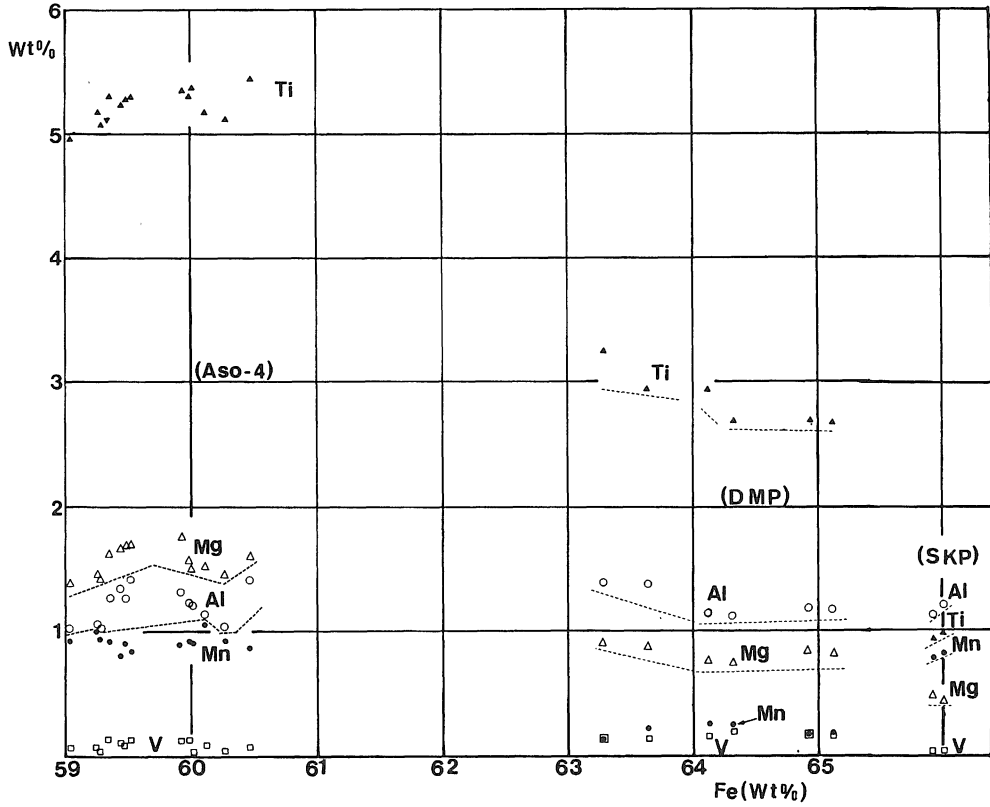 6
Wt%
Ti
5
4
(Aso-4)
3
Ti
2
(DMP)
(SKP)
Mg
Al
Al
Al
Ti
1
Mn
Mg
Mn
Mn
Mg
V
V
V
59
60
61
62
63
64
65
Fe(Wt%)